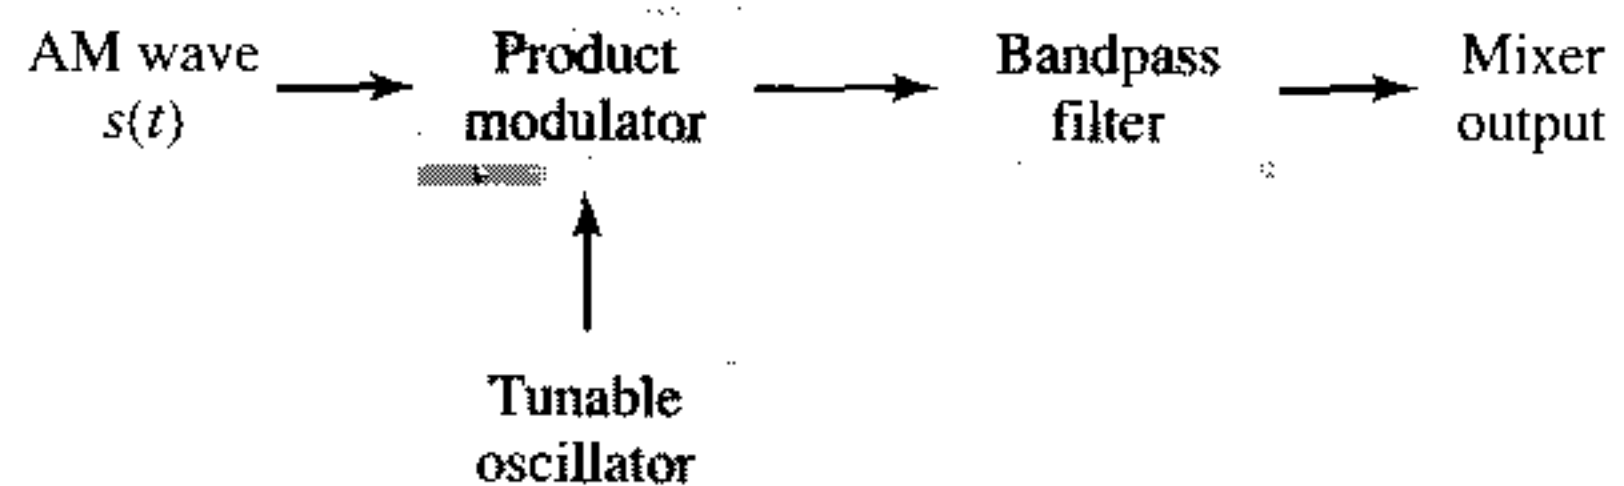 AM wave
s(t)
Product
modulator
Bandpass
filter
Mixer
output
Tunable
oscillator